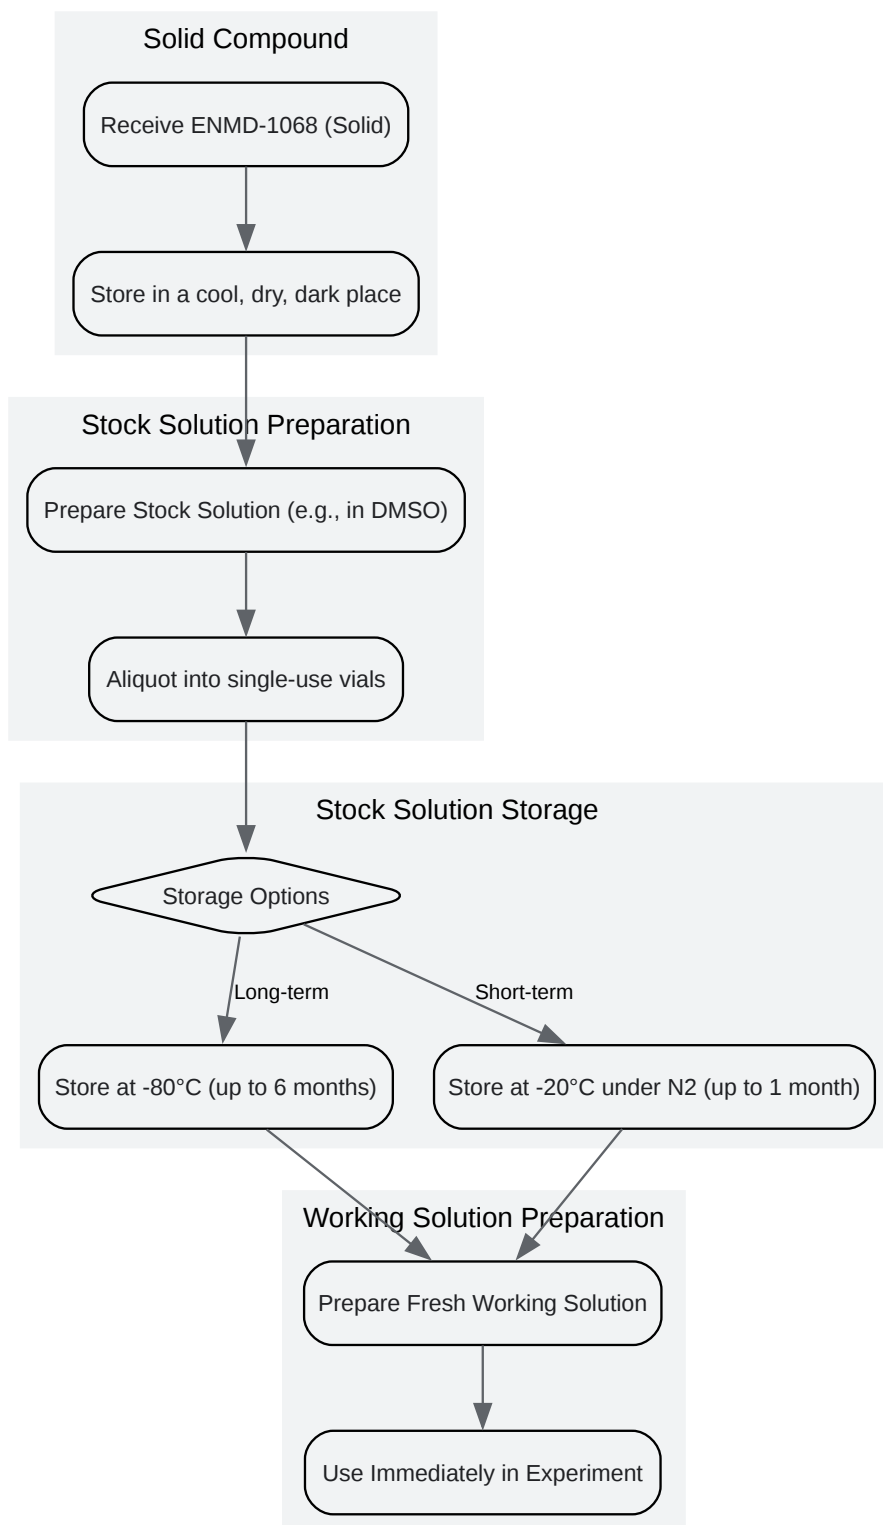 Solid Compound
Receive ENMD-1068 (Solid)
Store in a cool, dry, dark place
Stock Solution Preparation
Prepare Stock Solution (e.g., in DMSO)
Aliquot into single-use vials
Stock Solution Storage
Storage Options
Long-term
Short-term
Store at -80°C (up to 6 months)
Store at -20°C under N2 (up to 1 month)
Working Solution Preparation
Prepare Fresh Working Solution
Use Immediately in Experiment